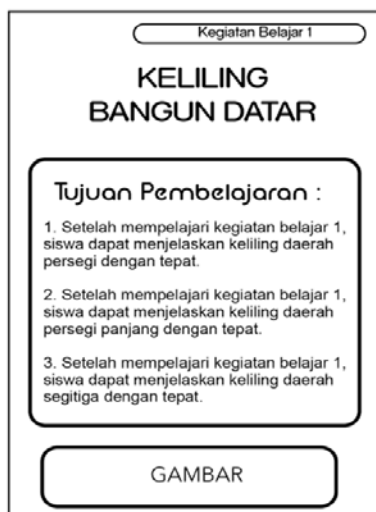 Kegiatan Belajar 1
KELILING
BANGUN DATAR
Tujuan Pembelajaran :
1. Setelah mempelajari kegiatan belajar 1,
siswa dapat menjelaskan keliling daerah
persegi dengan tepat.
2. Setelah mempelajari kegiatan belajar 1,
siswa dapat menjelaskan keliling daerah
persegi panjang dengan tepat.
3. Setelah mempelajari kegiatan belajar 1,
siswa dapat menjelaskan keliling daerah
segitiga dengan tepat.
GAMBAR